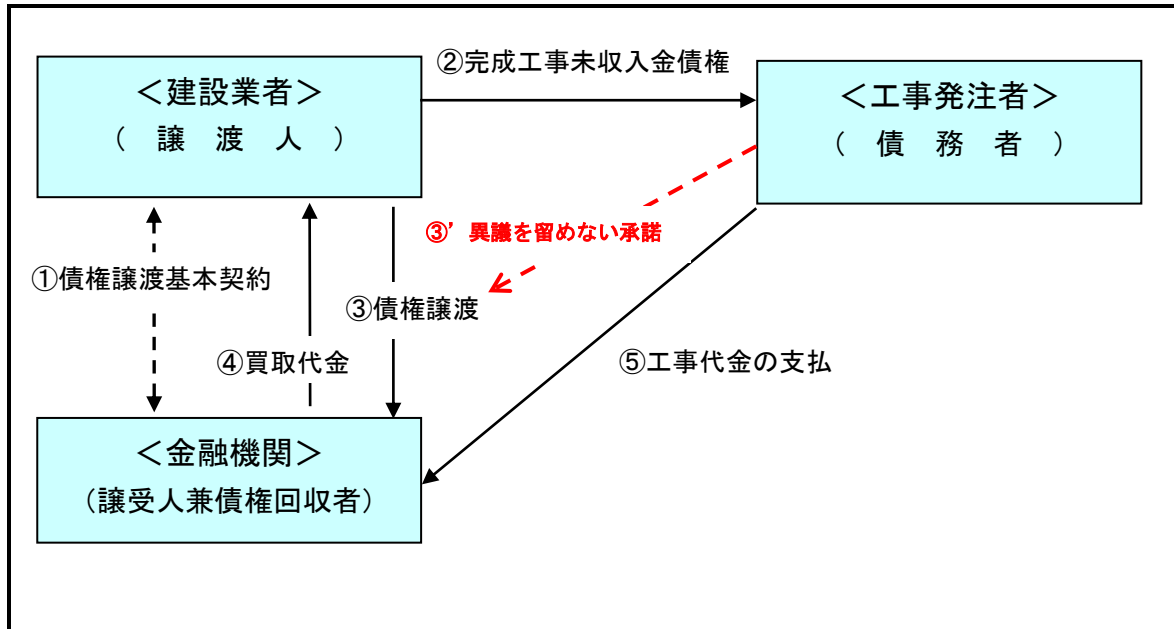 ②完成工事未収入金債権
<建設業者>
( 譲 渡 人 )
<工事発注者>
( 債 務 者 )
③’異議を留めない承諾
①債権譲渡基本契約
③債権譲渡
④買取代金
⑤工事代金の支払
<金融機関>
(譲受人兼債権回収者)